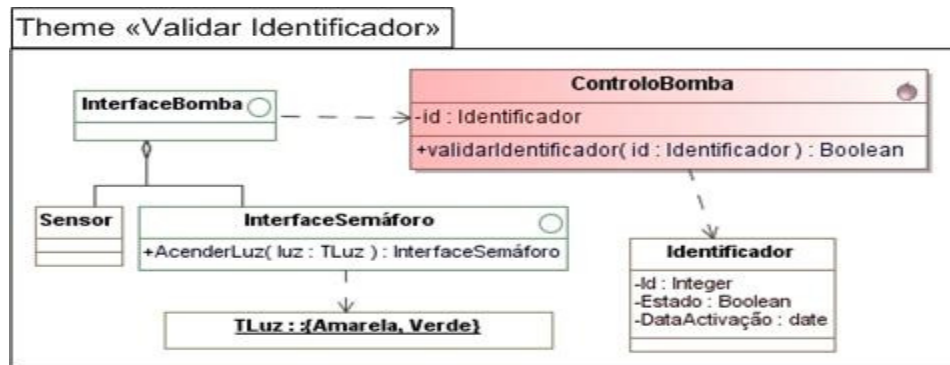 Theme «Validar Identificador»
InterfaceBomba
ControloBomba
-id : Identificador
+validarIdentificador( id : Identificador ) : Boolean
Sensor
InterfaceSemáforo
+AcenderLuz( luz : TLuz ) : InterfaceSemáforo
TLuz : :{Amarela, Verde}
Identificador
-Id : Integer
-Estado : Boolean
-DataActivação : date